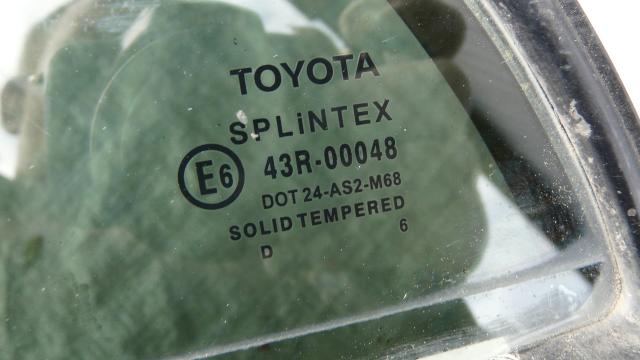 TOYOTA
SPLiNTEX
E6 43R-00048
DOT 24-AS2-M68
SOLID TEMPERED
D 6